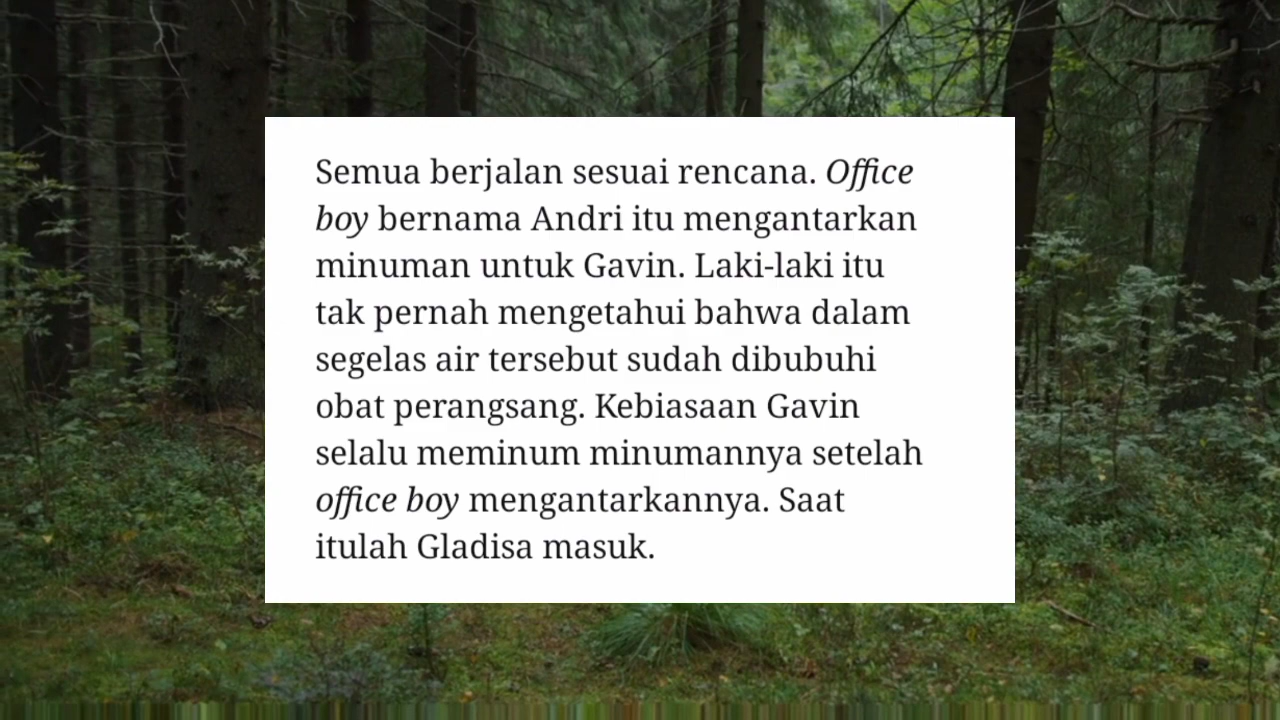 Semua berjalan sesuai rencana. Office
boy bernama Andri itu mengantarkan
minuman untuk Gavin. Laki-laki itu
tak pernah mengetahui bahwa dalam
segelas air tersebut sudah dibubuhi
obat perangsang. Kebiasaan Gavin
selalu meminum minumannya setelah
office boy mengantarkannya. Saat
itulah Gladisa masuk.